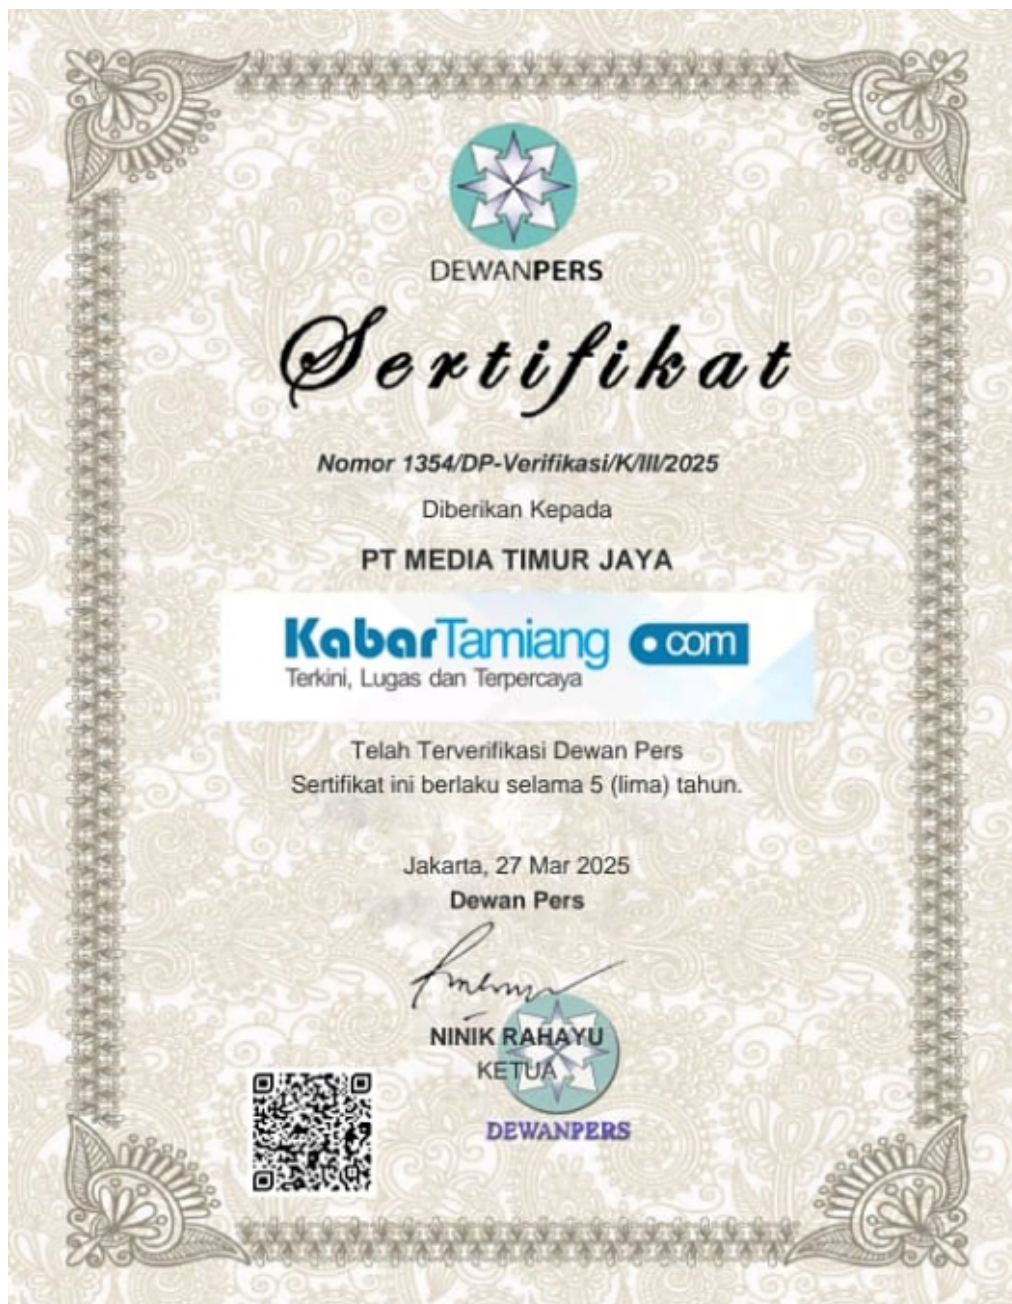 DEWANPERS
Sertifikat
Nomor 1354/DP-Verifikasi/K/III/2025
Diberikan Kepada
PT MEDIA TIMUR JAYA
KabarTamiang com
Terkini, Lugas dan Terpercaya
Telah Terverifikasi Dewan Pers
Sertifikat ini berlaku selama 5 (lima) tahun.
Jakarta, 27 Mar 2025
Dewan Pers
NINIK RAHAYU
KETUA
DEWANPERS